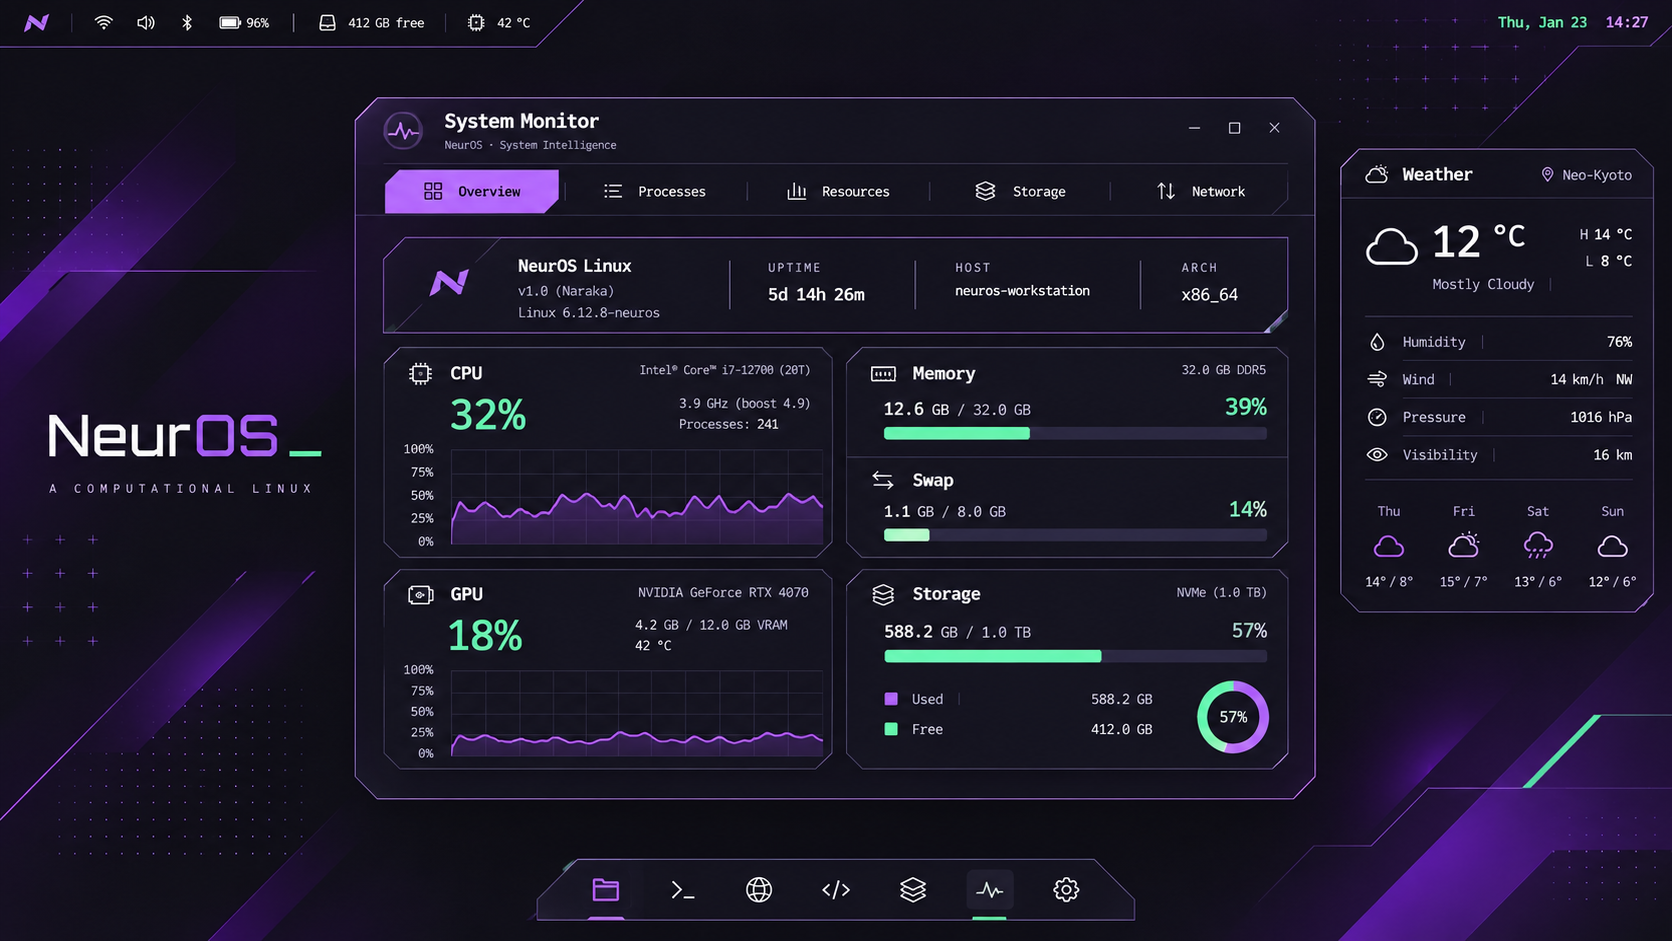 96%
412 GB free
42 °C
Thu, Jan 23 14:27
System Monitor
NeurOS · System Intelligence
Overview
Processes
Resources
Storage
Network
NeurOS Linux
v1.0 (Naraka)
Linux 6.12.8-neuros
UPTIME
5d 14h 26m
HOST
neuros-workstation
ARCH
x86_64
CPU
Intel® Core™ i7-12700 (20T)
32%
3.9 GHz (boost 4.9)
Processes: 241
100%
75%
50%
25%
0%
Memory
32.0 GB DDR5
12.6 GB / 32.0 GB
39%
Swap
1.1 GB / 8.0 GB
14%
GPU
NVIDIA GeForce RTX 4070
18%
4.2 GB / 12.0 GB VRAM
42 °C
100%
75%
50%
25%
0%
Storage
NVMe (1.0 TB)
588.2 GB / 1.0 TB
57%
Used 588.2 GB
Free 412.0 GB
57%
NeurOS_
A COMPUTATIONAL LINUX
Weather
Neo-Kyoto
12 °C
H 14 °C
L 8 °C
Mostly Cloudy
Humidity 76%
Wind 14 km/h NW
Pressure 1016 hPa
Visibility 16 km
Thu Fri Sat Sun
14°/8° 15°/7° 13°/6° 12°/6°